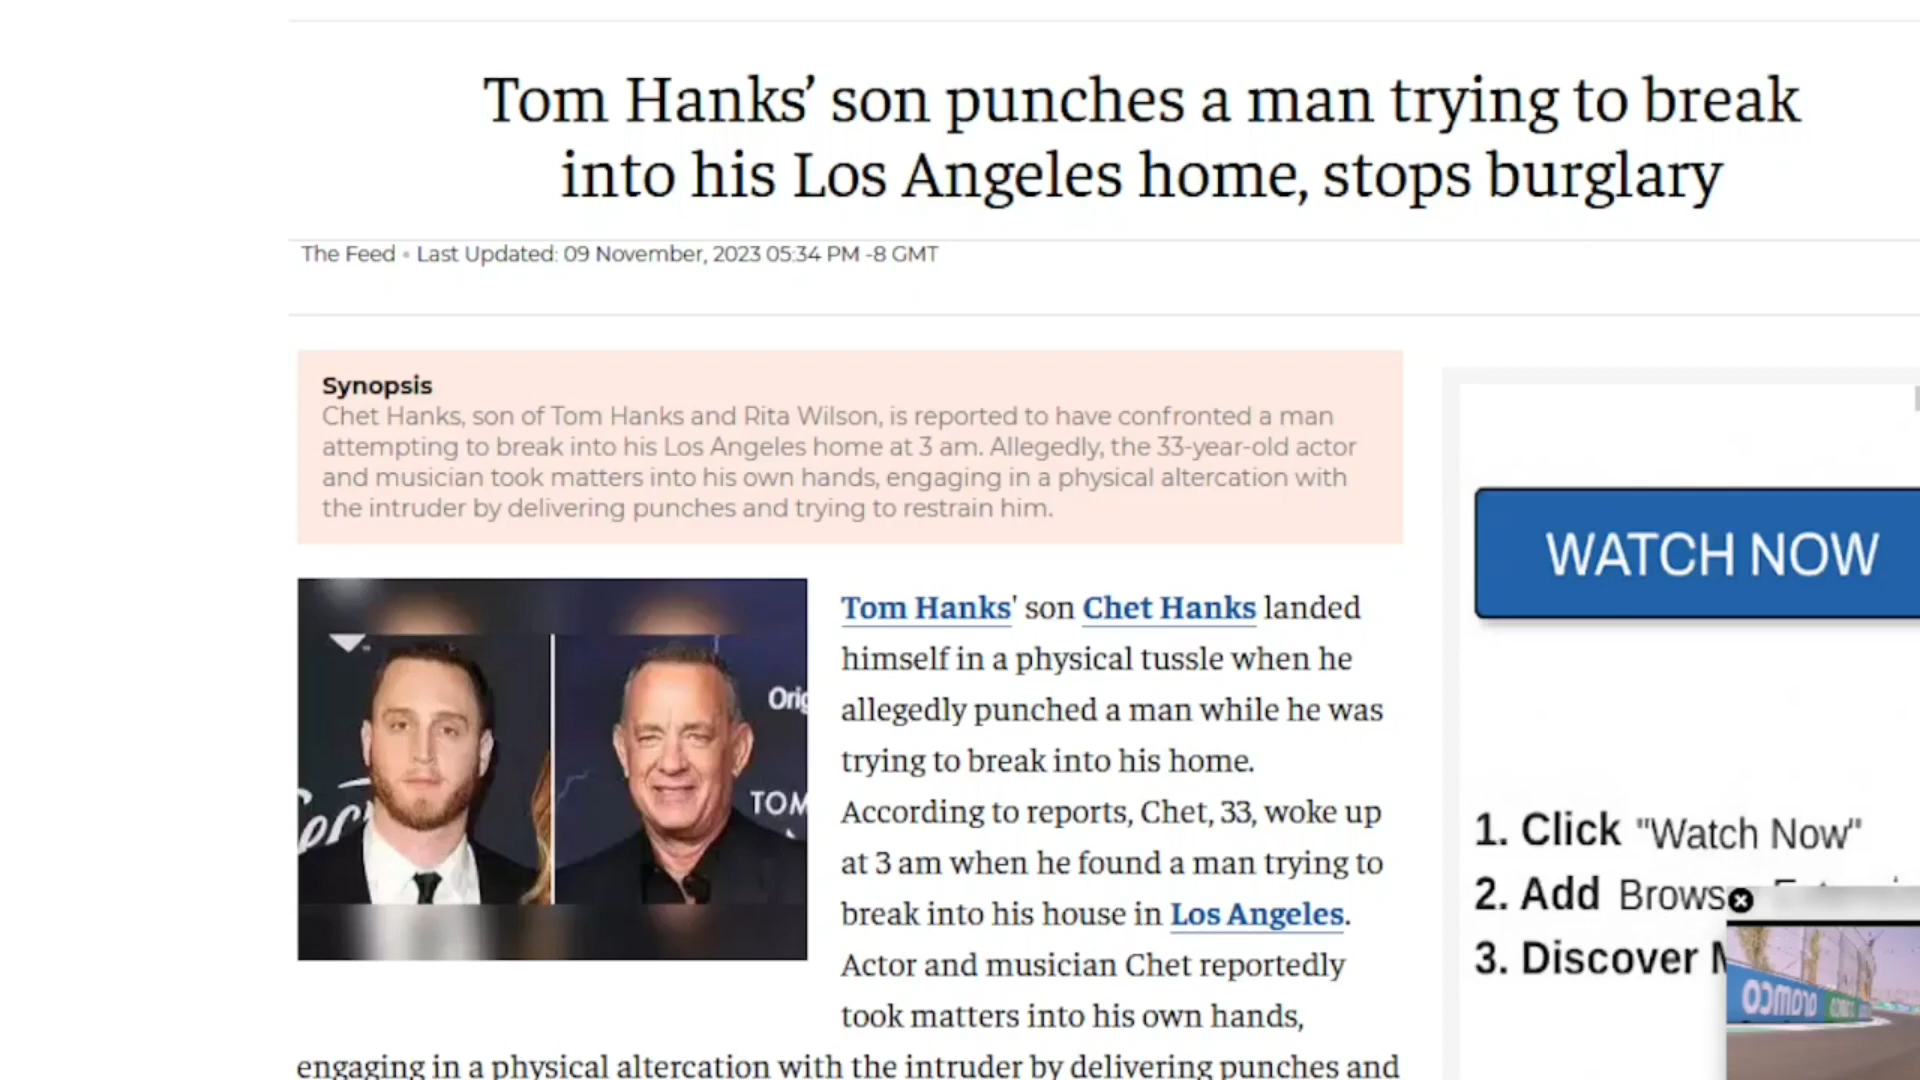 Tom Hanks’ son punches a man trying to break
into his Los Angeles home, stops burglary
The Feed • Last Updated: 09 November, 2023 05:34 PM -8 GMT
Synopsis
Chet Hanks, son of Tom Hanks and Rita Wilson, is reported to have confronted a man
attempting to break into his Los Angeles home at 3 am. Allegedly, the 33-year-old actor
and musician took matters into his own hands, engaging in a physical altercation with
the intruder by delivering punches and trying to restrain him.
Tom Hanks' son Chet Hanks landed
himself in a physical tussle when he
allegedly punched a man while he was
trying to break into his home.
According to reports, Chet, 33, woke up
at 3 am when he found a man trying to
break into his house in Los Angeles.
Actor and musician Chet reportedly
took matters into his own hands,
engaging in a physical altercation with the intruder by delivering punches and
Orig
TOM
WATCH NOW
1. Click "Watch Now"
2. Add Browse
3. Discover